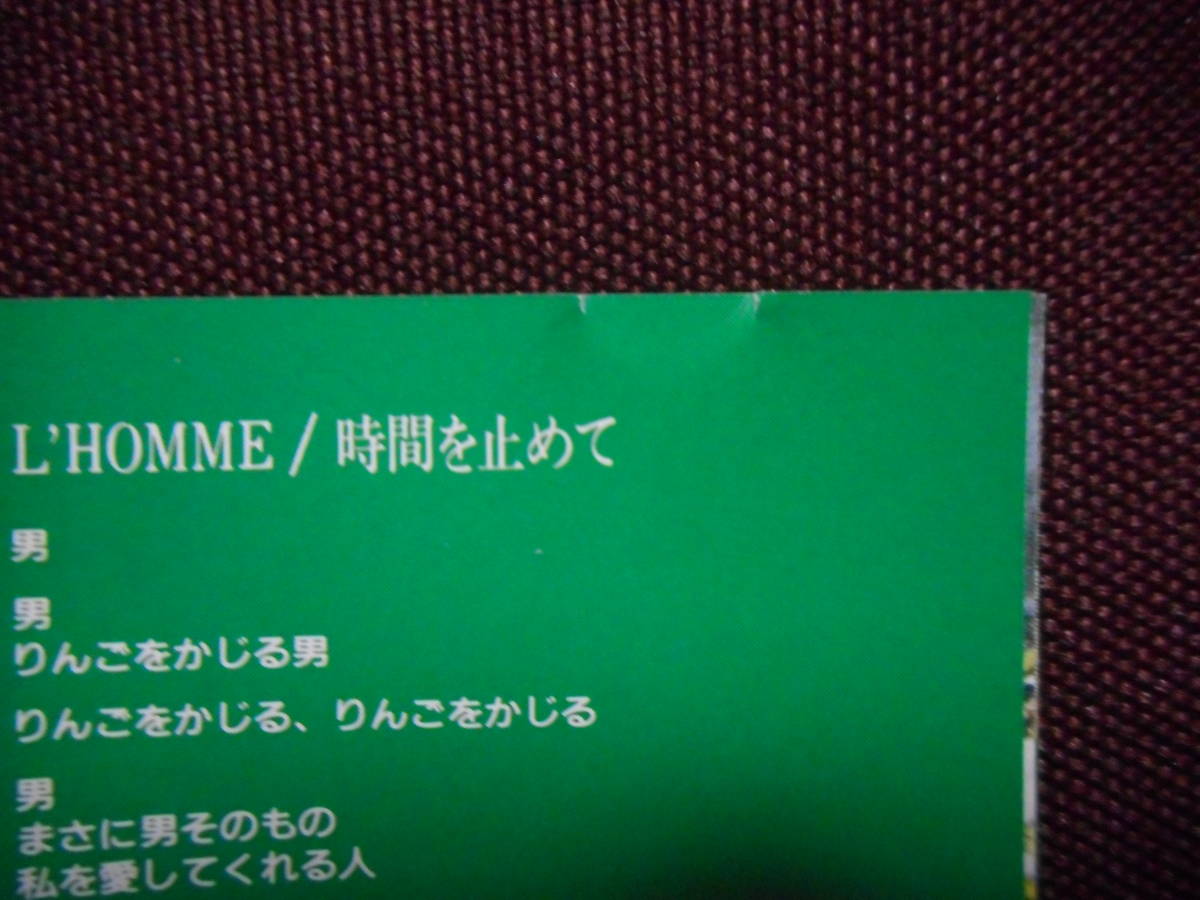 L'HOMME / 時間を止めて
男
男
りんごをかじる男
りんごをかじる、りんごをかじる
男
まさに男そのもの
私を愛してくれる人